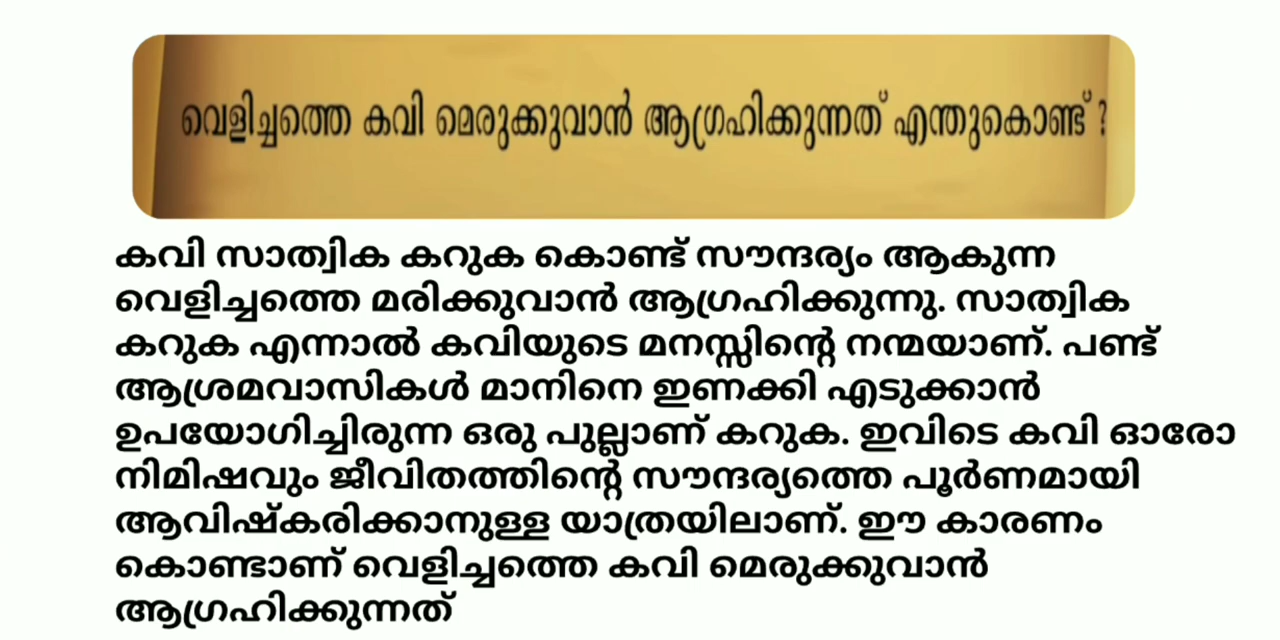 വെളിച്ചത്തെ കവി മെരുക്കുവാൻ ആഗ്രഹിക്കുന്നത് എന്തുകൊണ്ട് ?
കവി സാത്വിക കറുക കൊണ്ട് സൗന്ദര്യം ആകുന്ന
വെളിച്ചത്തെ മരിക്കുവാൻ ആഗ്രഹിക്കുന്നു. സാത്വിക
കറുക എന്നാൽ കവിയുടെ മനസ്സിന്റെ നന്മയാണ്. പണ്ട്
ആശ്രമവാസികൾ മാനിനെ ഇണക്കി എടുക്കാൻ
ഉപയോഗിച്ചിരുന്ന ഒരു പുല്ലാണ് കറുക. ഇവിടെ കവി ഓരോ
നിമിഷവും ജീവിതത്തിന്റെ സൗന്ദര്യത്തെ പൂർണമായി
ആവിഷ്കരിക്കാനുള്ള യാത്രയിലാണ്. ഈ കാരണം
കൊണ്ടാണ് വെളിച്ചത്തെ കവി മെരുക്കുവാൻ
ആഗ്രഹിക്കുന്നത്